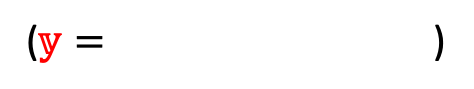 (y = )